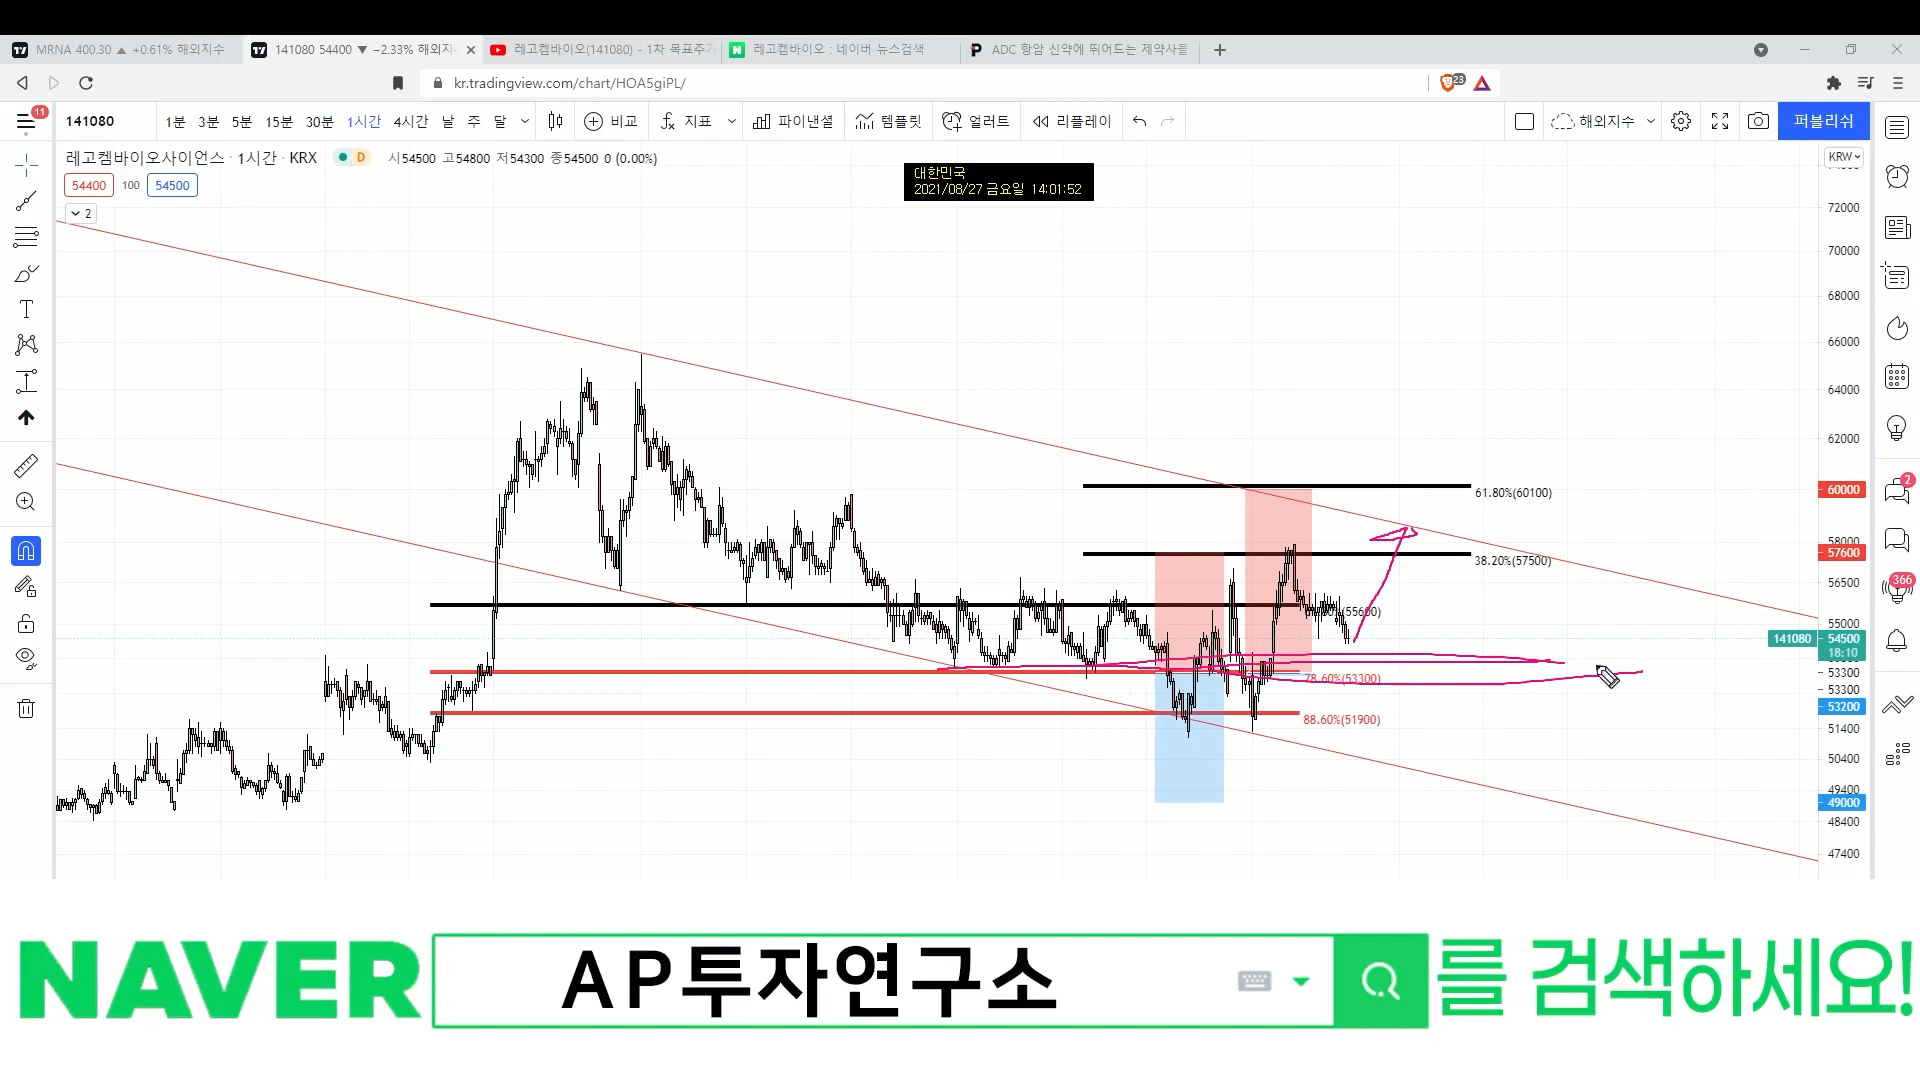 MRNA 400.30 ▲ +0.61% 해외지수
141080 54400 ▼ −2.33% 해외지
레고켐바이오(141080) - 1차 목표주가
레고켐바이오 : 네이버 뉴스검색
ADC 항암 신약에 뛰어드는 제약사들
kr.tradingview.com/chart/HOA5giPL/
23
11
141080
1분 3분 5분 15분 30분 1시간 4시간 날 주 달
비교
지표
파이낸셜
템플릿
얼러트
리플레이
해외지수
퍼블리쉬
레고켐바이오사이언스 · 1시간 · KRX
D
시54500 고54800 저54300 종54500 0 (0.00%)
54400 100 54500
2
대한민국
2021/08/27 금요일 14:01:52
KRW
72000
70000
68000
66000
64000
62000
60000
58000
57600
56500
55000
141080 54500
18:10
53300
53300
53200
51400
50400
49400
49000
48400
47400
61.80%(60100)
38.20%(57500)
(55600)
78.60%(53300)
88.60%(51900)
2
366
NAVER AP투자연구소 를 검색하세요!